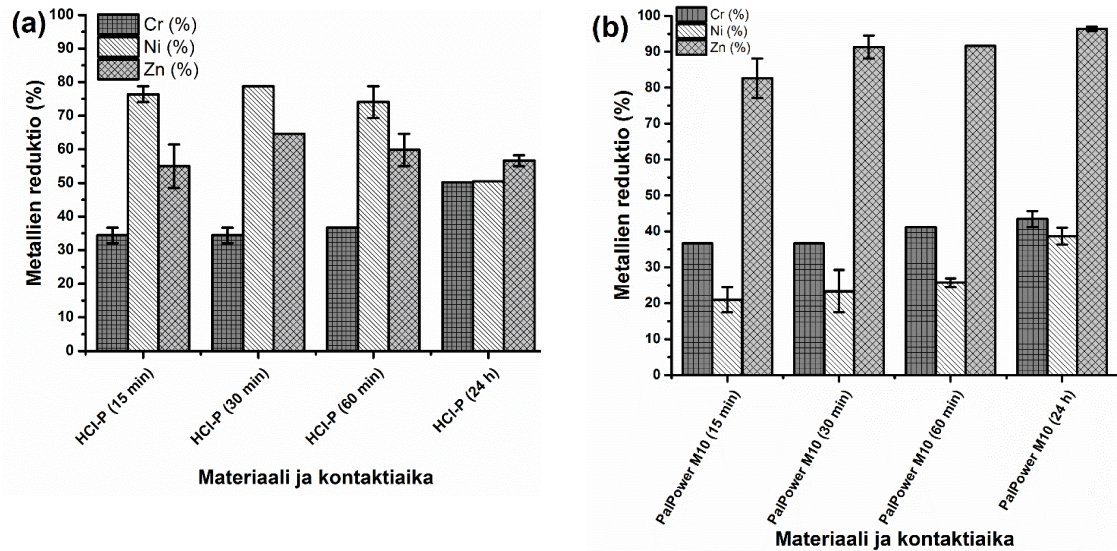 (a)
Cr (%)
Ni (%)
Zn (%)
Metallien reduktio (%)
100
90
80
70
60
50
40
30
20
10
0
HCl-P (15 min)
HCl-P (30 min)
HCl-P (60 min)
HCl-P (24 h)
Materiaali ja kontaktiaika
(b)
Cr (%)
Ni (%)
Zn (%)
Metallien reduktio (%)
100
90
80
70
60
50
40
30
20
10
0
PalPower M10 (15 min)
PalPower M10 (30 min)
PalPower M10 (60 min)
PalPower M10 (24 h)
Materiaali ja kontaktiaika